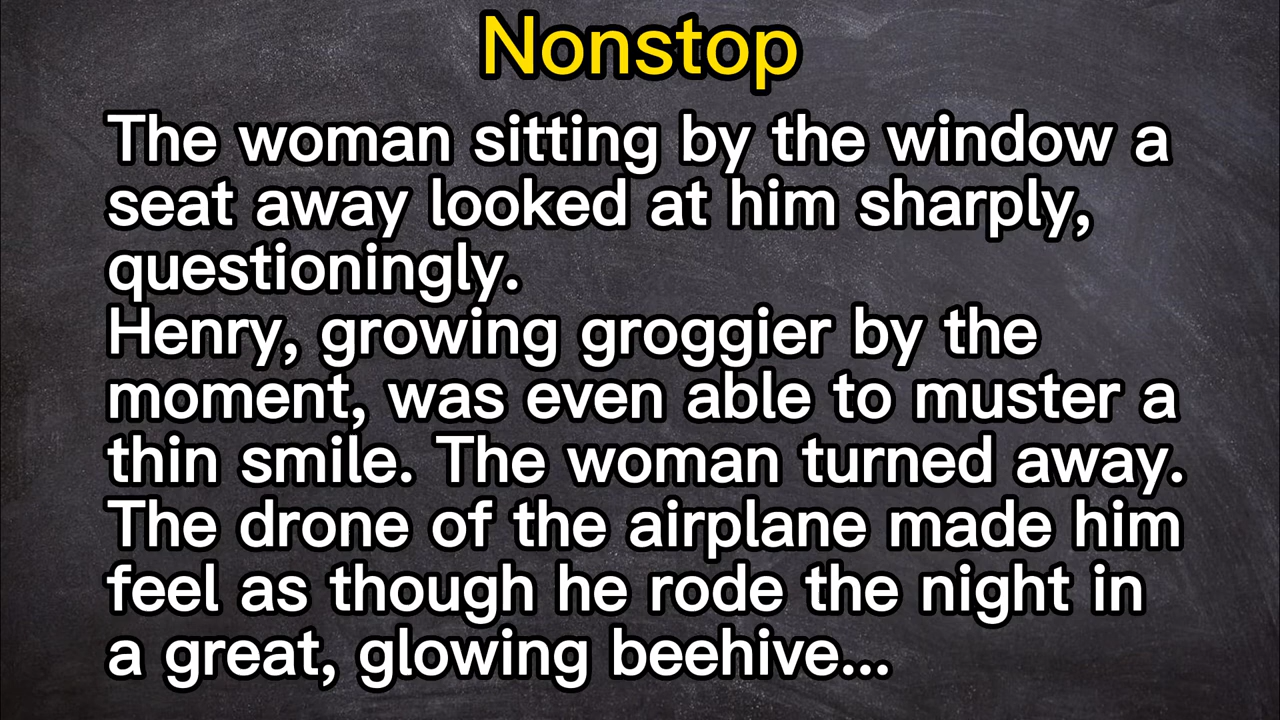 Nonstop
The woman sitting by the window a
seat away looked at him sharply,
questioningly.
Henry, growing groggier by the
moment, was even able to muster a
thin smile. The woman turned away.
The drone of the airplane made him
feel as though he rode the night in
a great, glowing beehive...